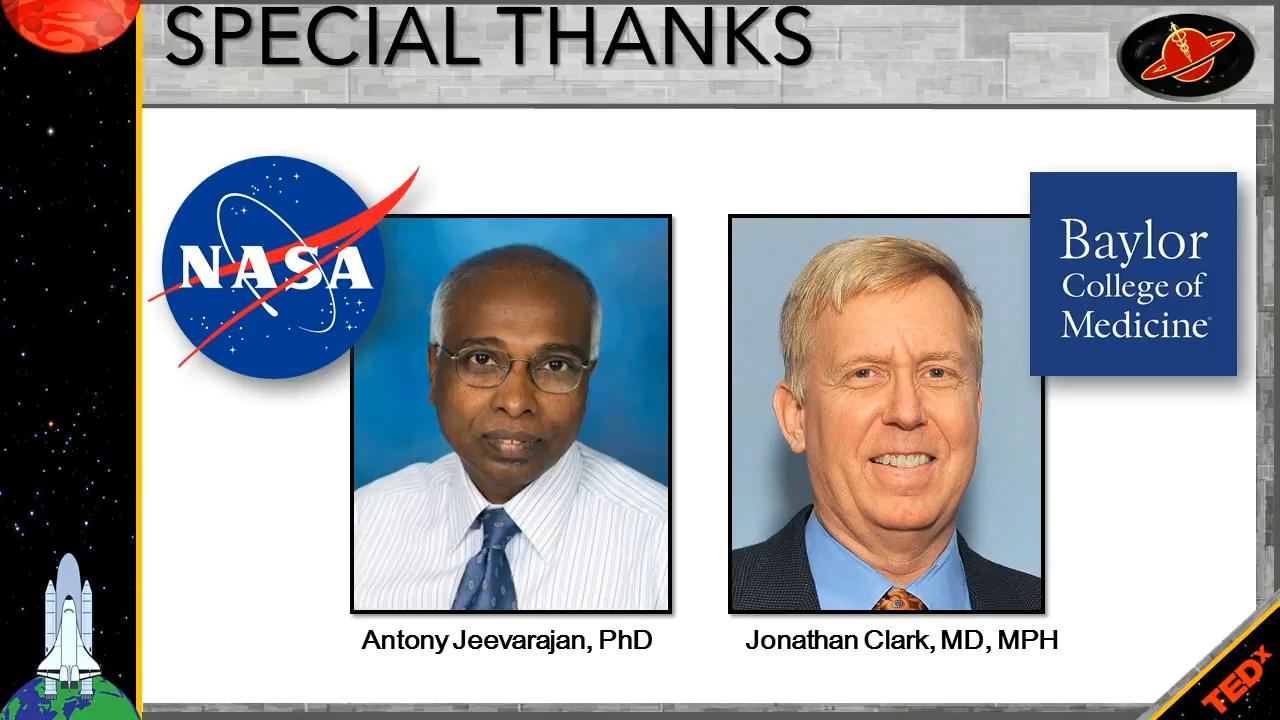 SPECIAL THANKS
NASA
Baylor
College of
Medicine
Antony Jeevarajan, PhD
Jonathan Clark, MD, MPH
TEDx